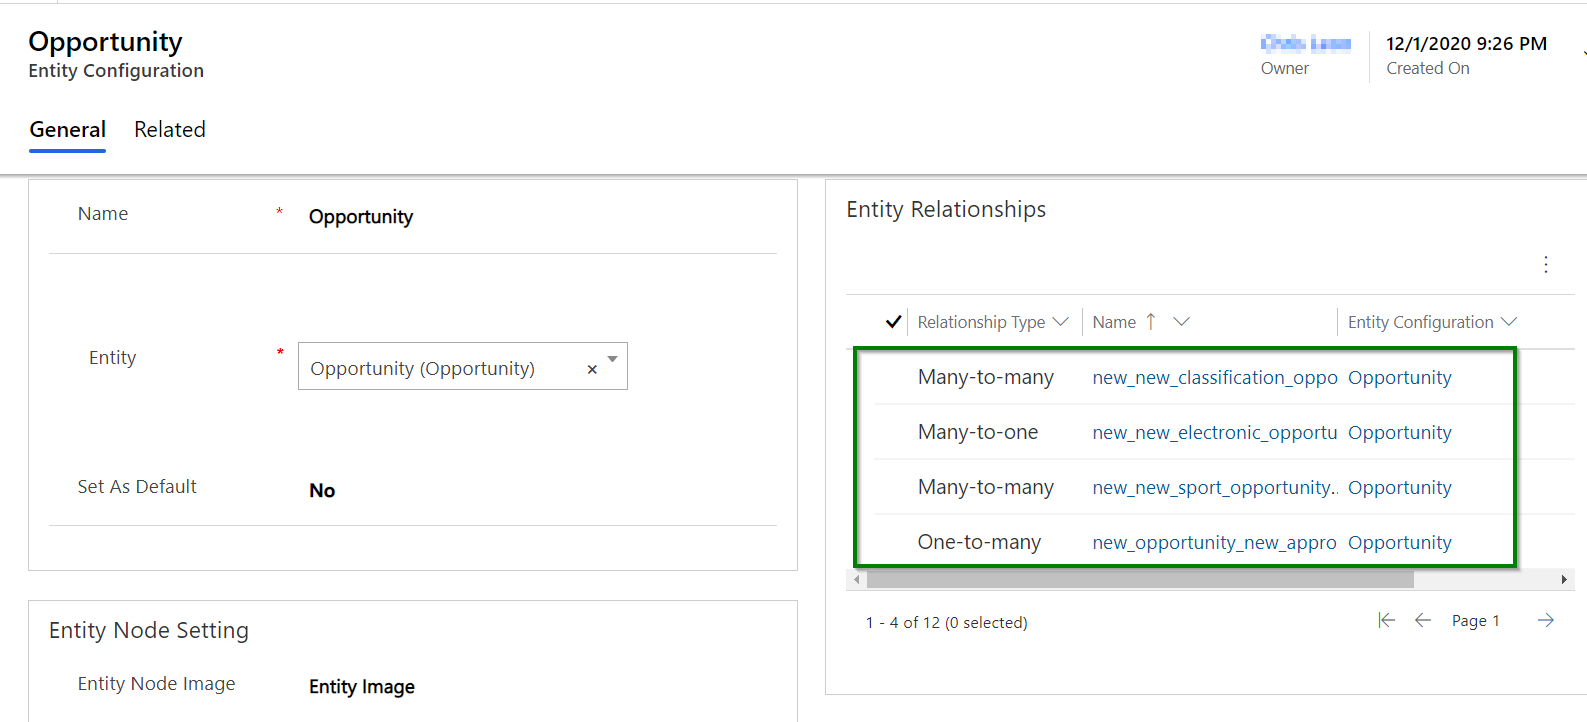 Opportunity
Entity Configuration
12/1/2020 9:26 PM
Owner
Created On
General Related
Name * Opportunity
Entity * Opportunity (Opportunity) ×
Set As Default No
Entity Node Setting
Entity Node Image Entity Image
Entity Relationships
Relationship Type Name ↑ Entity Configuration
Many-to-many new_new_classification_oppo Opportunity
Many-to-one new_new_electronic_opportu Opportunity
Many-to-many new_new_sport_opportunity.. Opportunity
One-to-many new_opportunity_new_appro Opportunity
1 - 4 of 12 (0 selected) Page 1